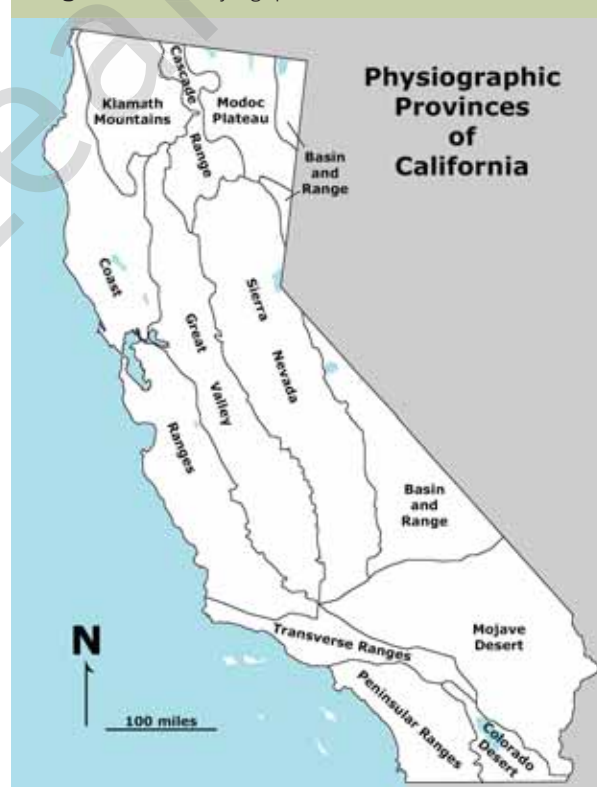 Physiographic
Provinces
of
California
Klamath
Mountains
Cascade
Range
Modoc
Plateau
Basin
and
Range
Coast
Ranges
Great
Valley
Sierra
Nevada
Basin
and
Range
Mojave
Desert
Transverse Ranges
Peninsular Ranges
Colorado
Desert
N
100 miles